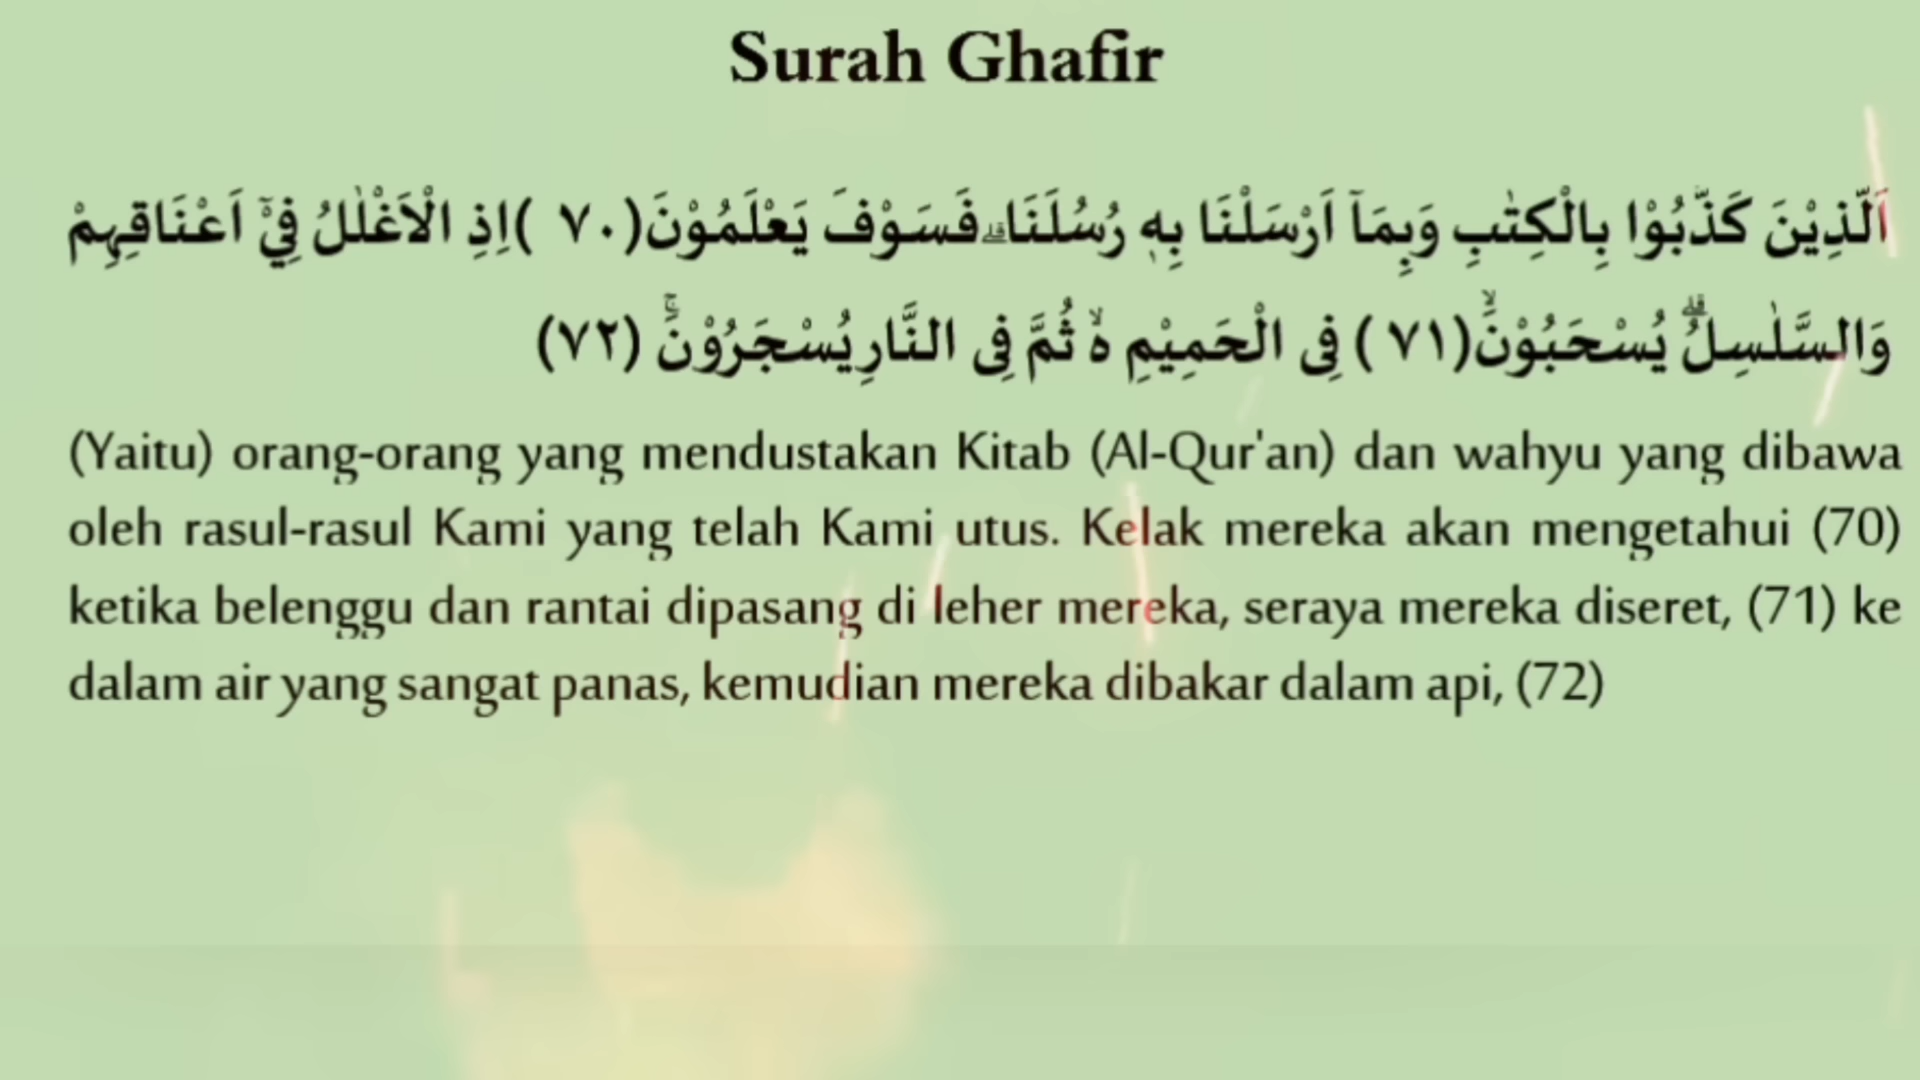 Surah Ghafir
اَلَّذِيْنَ كَذَّبُوْا بِالْكِتٰبِ وَبِمَآ اَرْسَلْنَا بِهٖ رُسُلَنَا ۗفَسَوْفَ يَعْلَمُوْنَ(٧٠ )اِذِ الْاَغْلٰلُ فِيْٓ اَعْنَاقِهِمْ
وَالسَّلٰسِلُ ۗيُسْحَبُوْنَۙ(٧١ ) فِى الْحَمِيْمِ ەۙ ثُمَّ فِى النَّارِيُسْجَرُوْنَۚ (٧٢)
(Yaitu) orang-orang yang mendustakan Kitab (Al-Qur'an) dan wahyu yang dibawa
oleh rasul-rasul Kami yang telah Kami utus. Kelak mereka akan mengetahui (70)
ketika belenggu dan rantai dipasang di leher mereka, seraya mereka diseret, (71) ke
dalam air yang sangat panas, kemudian mereka dibakar dalam api, (72)